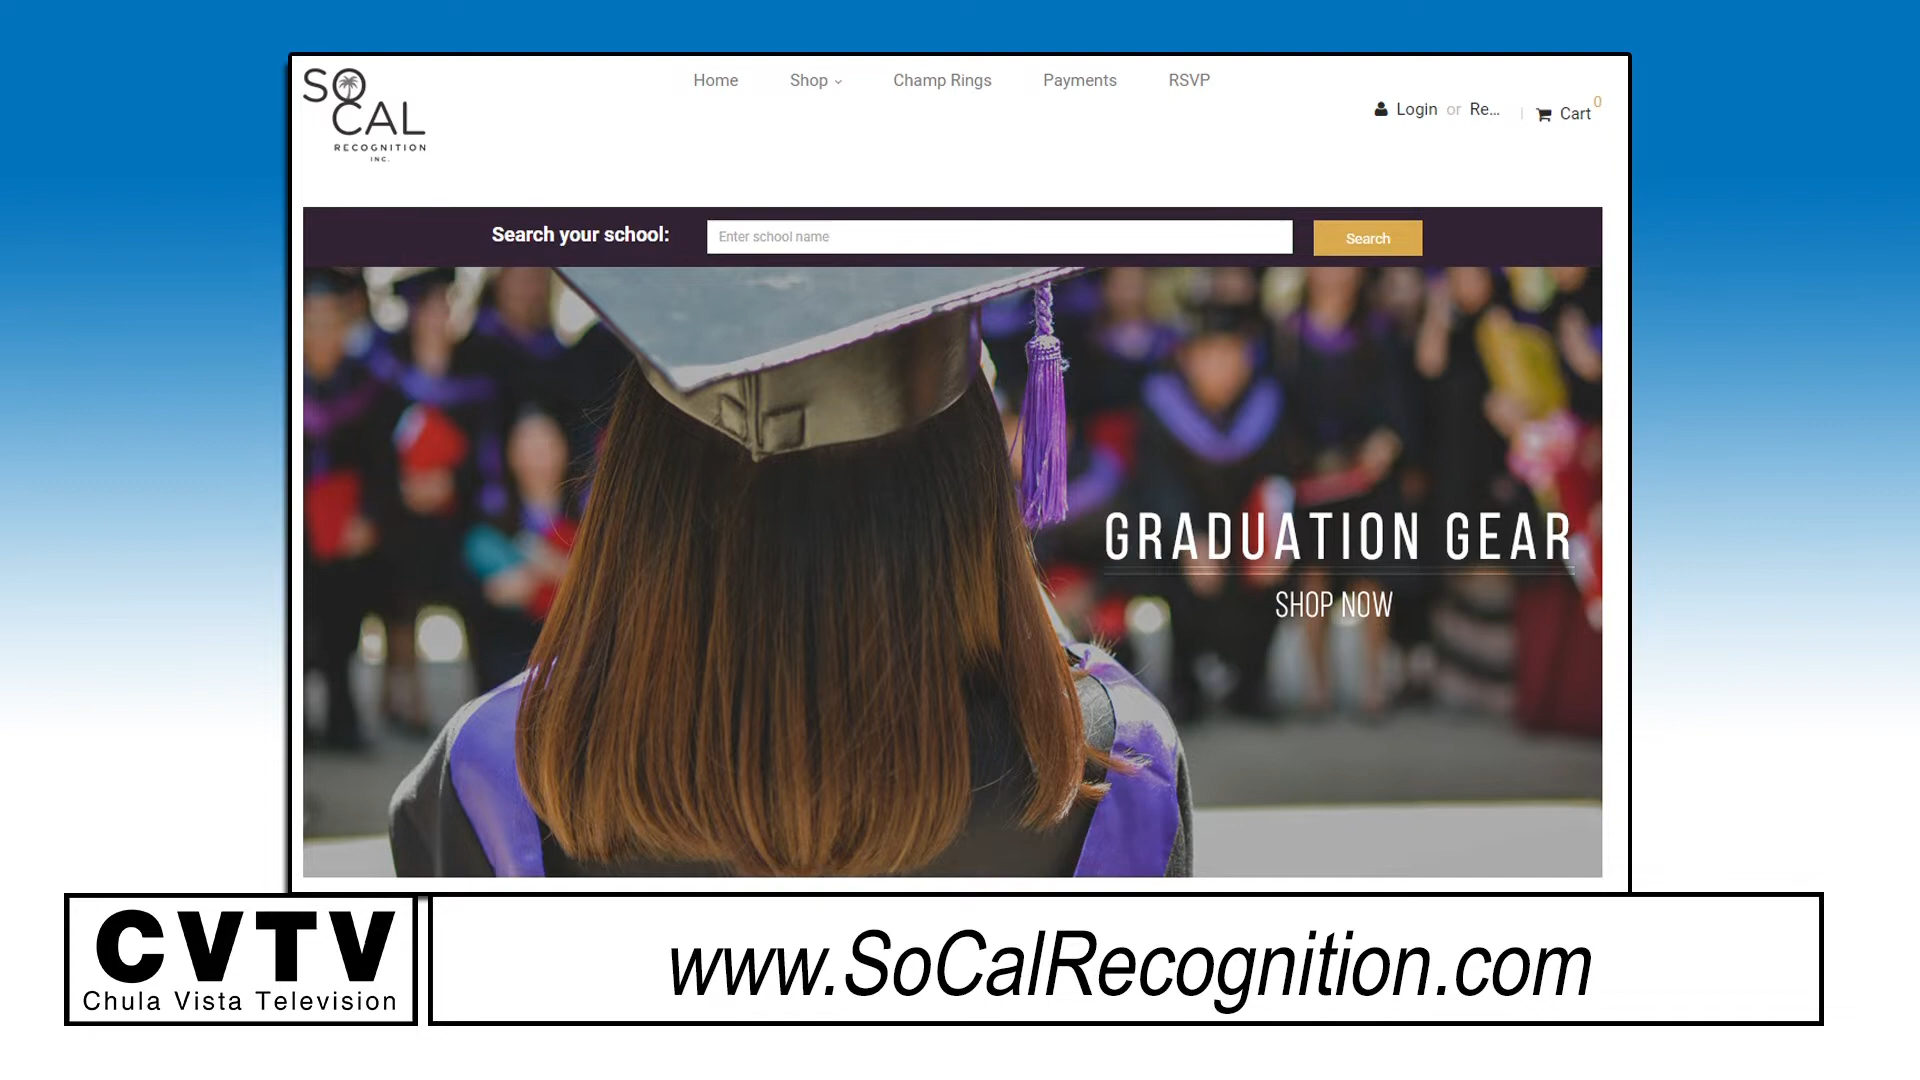 SO
CAL
RECOGNITION
INC.
Home Shop Champ Rings Payments RSVP
Login or Re... | Cart 0
Search your school: Enter school name Search
GRADUATION GEAR
SHOP NOW
CVTV
Chula Vista Television
www.SoCalRecognition.com